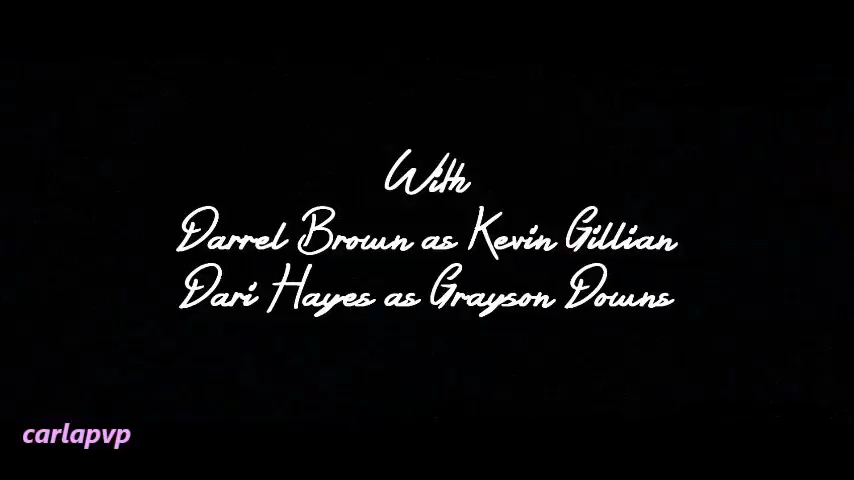 With
Darrel Brown as Kevin Gillian
Dari Hayes as Grayson Downs
carlapvp